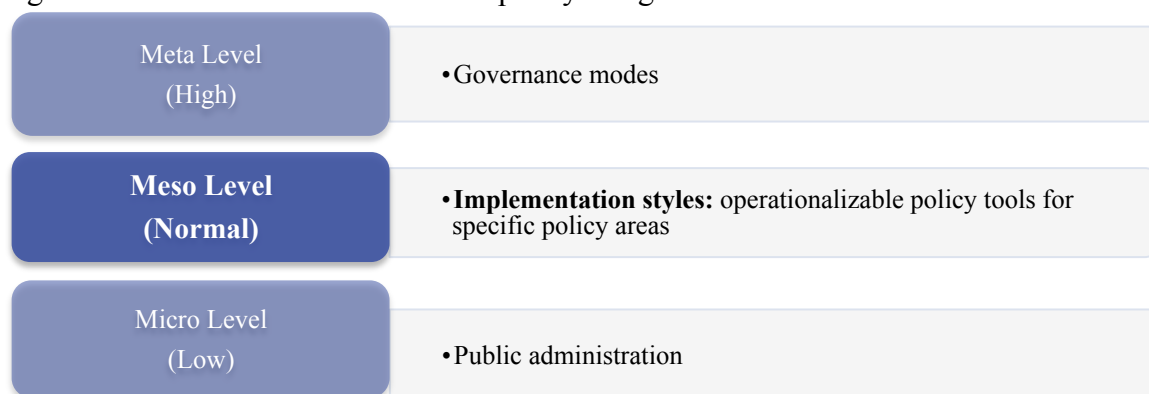 Meta Level
(High)
•Governance modes
Meso Level
(Normal)
•Implementation styles: operationalizable policy tools for
specific policy areas
Micro Level
(Low)
•Public administration